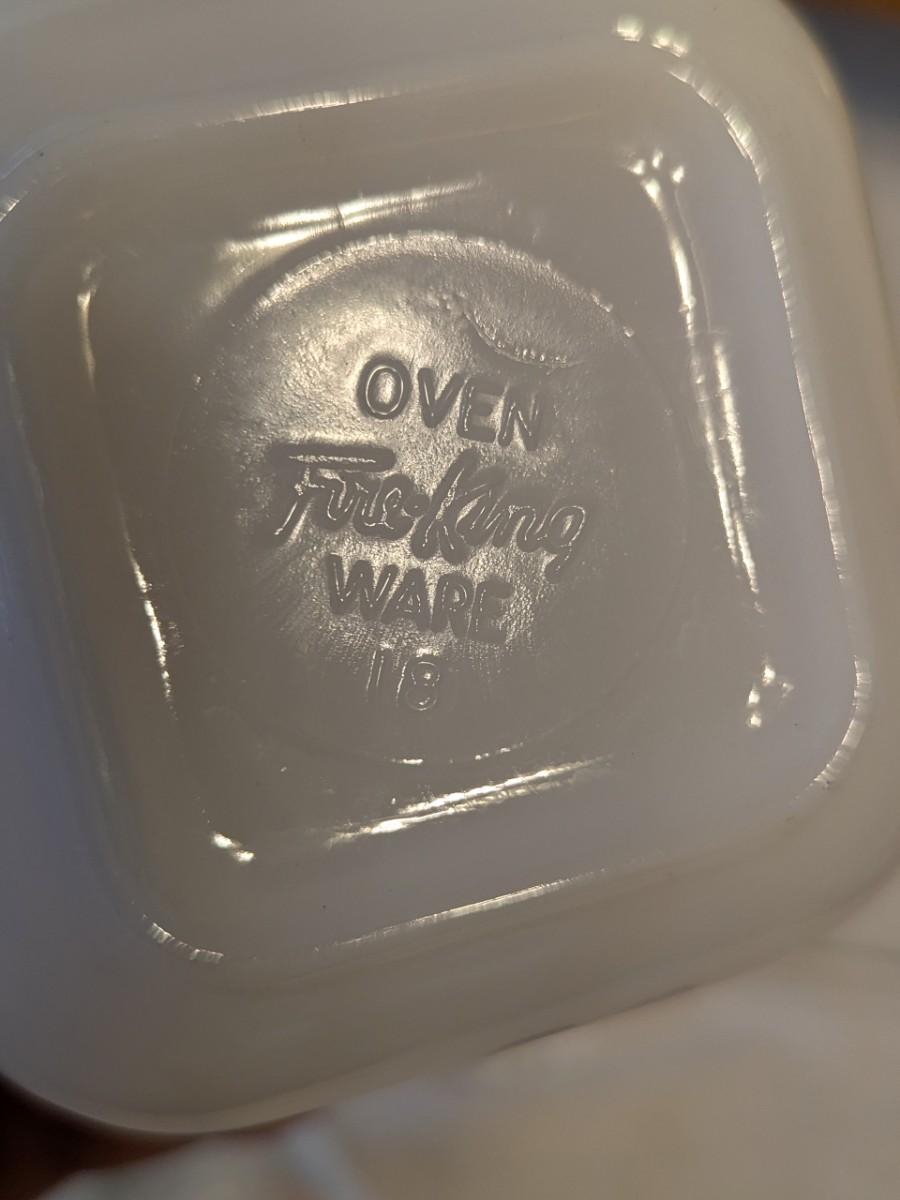 OVEN
Fire-King
WARE
18